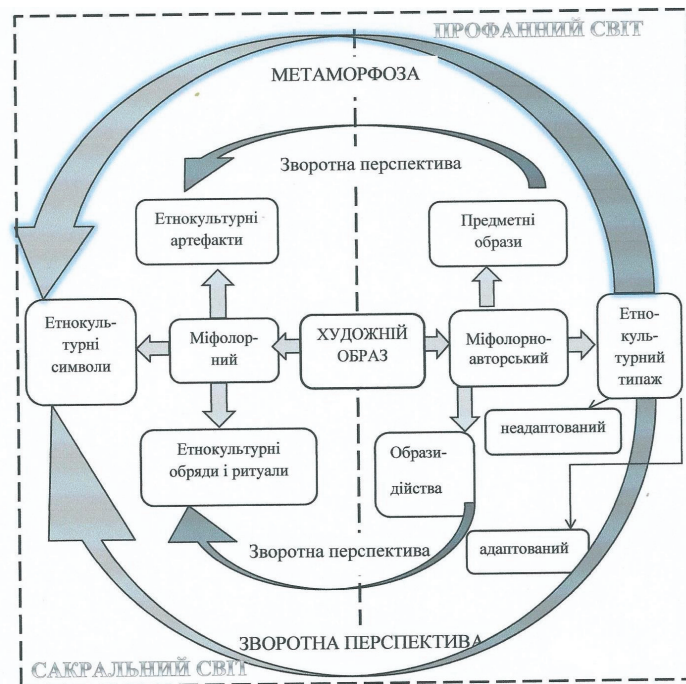 ПРОФАННИЙ СВІТ
МЕТАМОРФОЗА
Зворотна перспектива
Етнокультурні
артефакти
Предметні
образи
Етнокуль-
турні
символи
Міфолор-
ний
ХУДОЖНІЙ
ОБРАЗ
Міфолорно-
авторський
Етно-
куль-
турний
типаж
неадаптований
Етнокультурні
обряди і ритуали
Образи-
дійства
адаптований
Зворотна перспектива
ЗВОРОТНА ПЕРСПЕКТИВА
САКРАЛЬНИЙ СВІТ